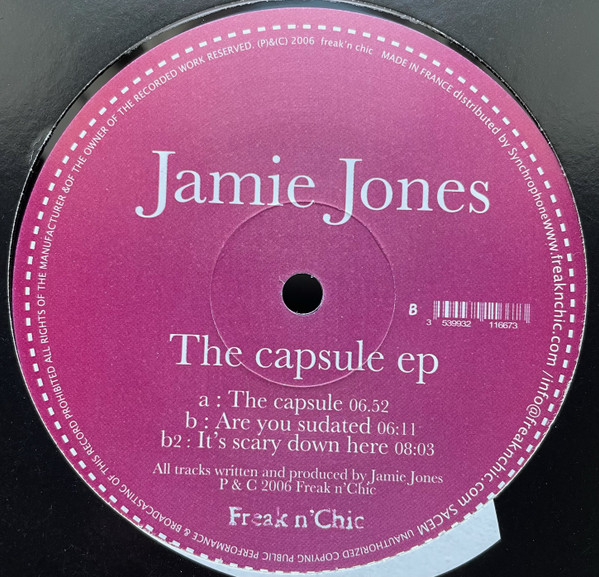 Jamie Jones
B
3 539932 116673
The capsule ep
a : The capsule 06.52
b : Are you sudated 06:11
b2 : It's scary down here 08:03
All tracks written and produced by Jamie Jones
P & C 2006 Freak n'Chic
Freak n'Chic
UNAUTHORIZED COPYING PUBLIC PERFORMANCE & BROADCASTING OF THIS RECORD PROHIBITED ALL RIGHTS OF THE MANUFACTURER &OF THE OWNER OF THE RECORDED WORK RESERVED. (P)&(C) 2006 freak'n chic MADE IN FRANCE distributed by Synchrophone www.freaknchic.com /info@freaknchic.com SACEM